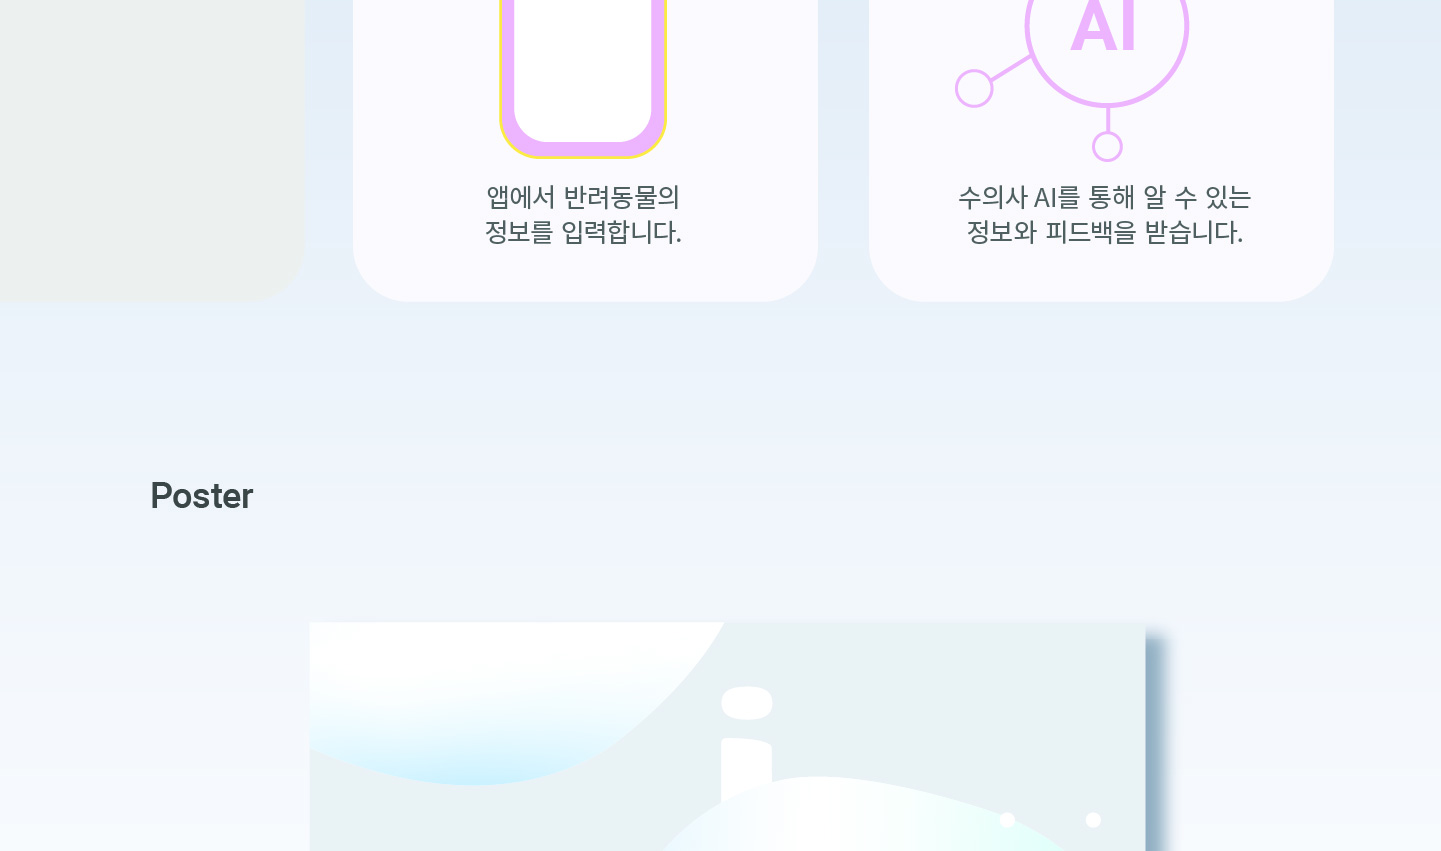 AI
앱에서 반려동물의
정보를 입력합니다.
수의사 AI를 통해 알 수 있는
정보와 피드백을 받습니다.
Poster
i